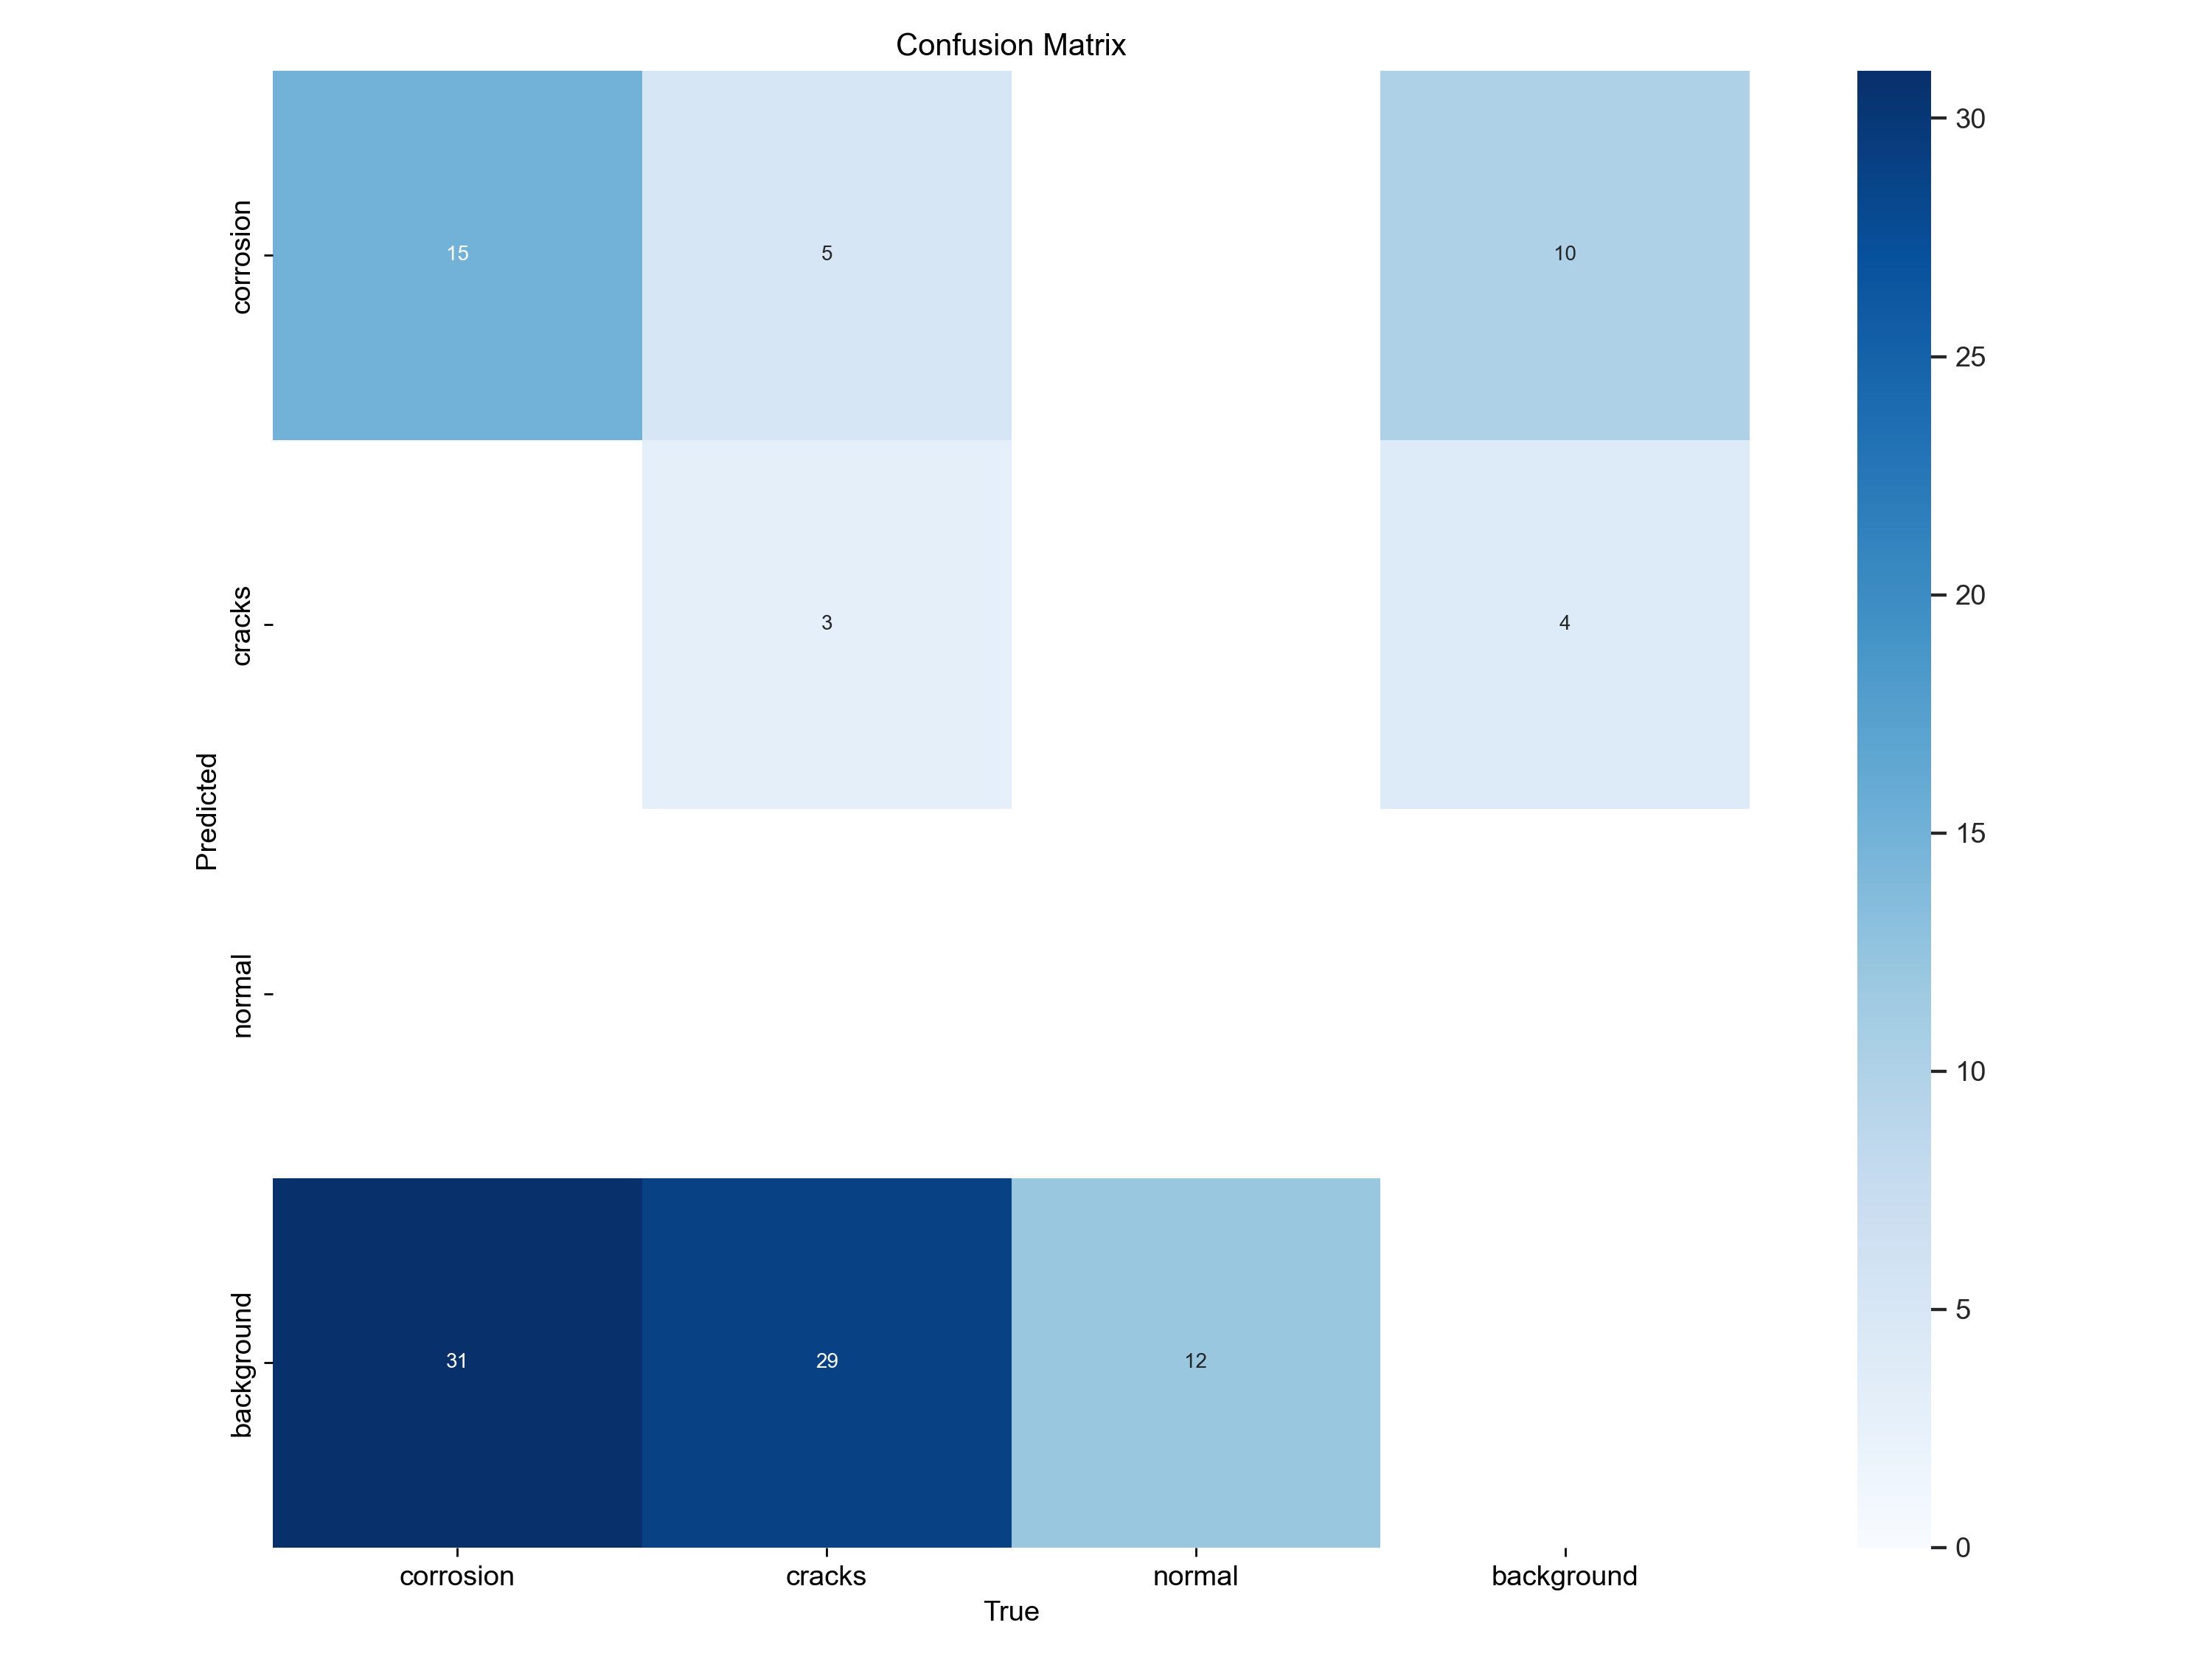 Confusion Matrix
corrosion
15
5
10
cracks
3
4
normal
background
31
29
12
Predicted
corrosion
cracks
normal
background
True
30
25
20
15
10
5
0